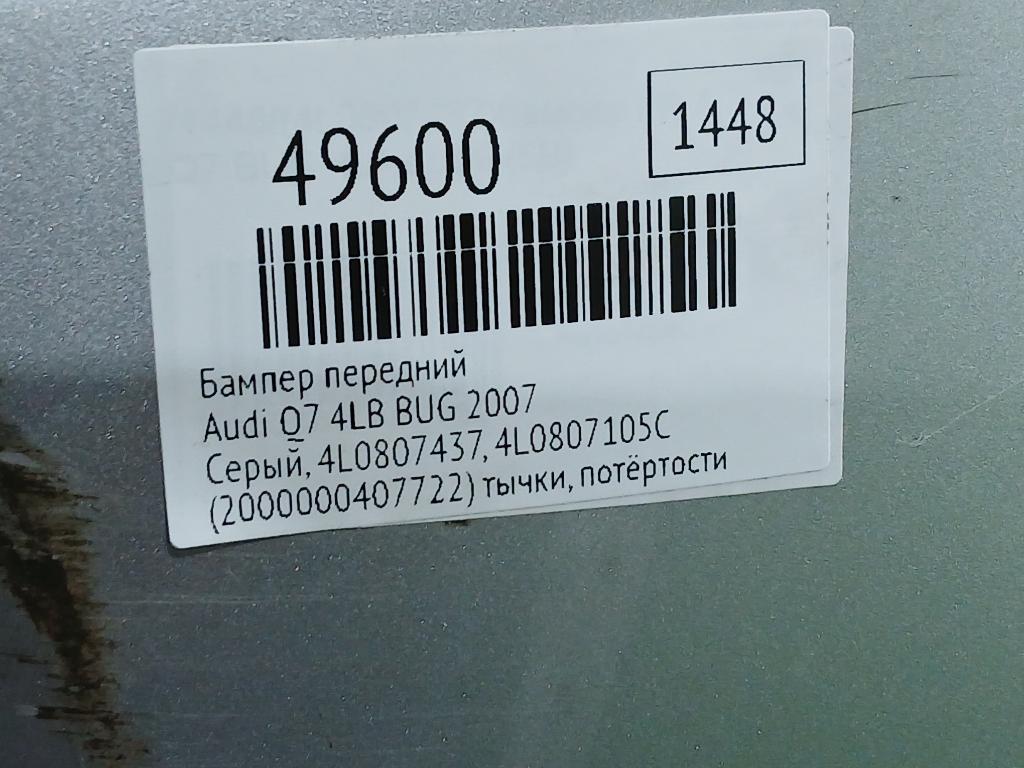 49600
1448
Бампер передний
Audi Q7 4LB BUG 2007
Серый, 4L0807437, 4L0807105C
(2000000407722) тычки, потёртости